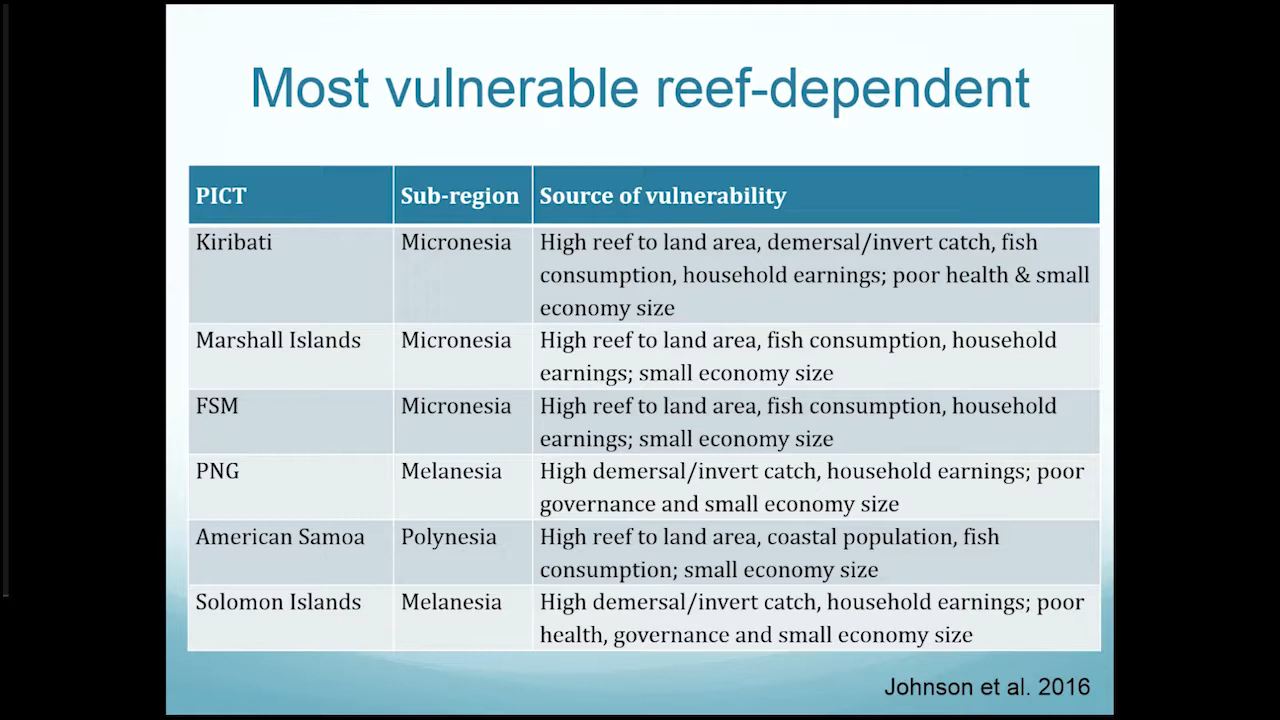 Most vulnerable reef-dependent
PICT Sub-region Source of vulnerability
Kiribati Micronesia High reef to land area, demersal/invert catch, fish
consumption, household earnings; poor health & small
economy size
Marshall Islands Micronesia High reef to land area, fish consumption, household
earnings; small economy size
FSM Micronesia High reef to land area, fish consumption, household
earnings; small economy size
PNG Melanesia High demersal/invert catch, household earnings; poor
governance and small economy size
American Samoa Polynesia High reef to land area, coastal population, fish
consumption; small economy size
Solomon Islands Melanesia High demersal/invert catch, household earnings; poor
health, governance and small economy size
Johnson et al. 2016